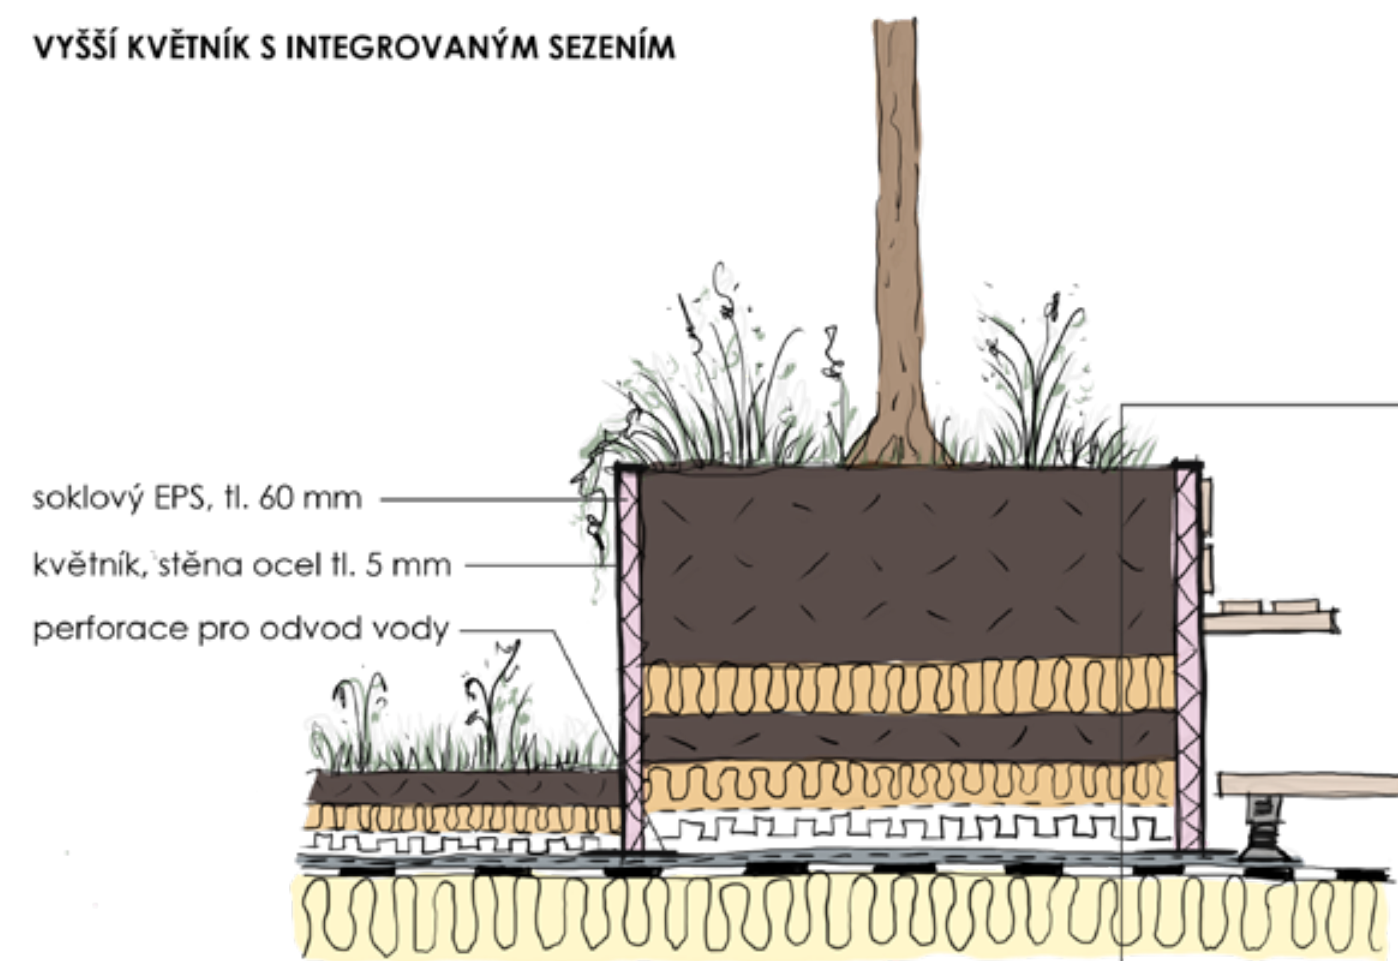 VYŠŠÍ KVĚTNÍK S INTEGROVANÝM SEZENÍM
soklový EPS, tl. 60 mm
květník, stěna ocel tl. 5 mm
perforace pro odvod vody